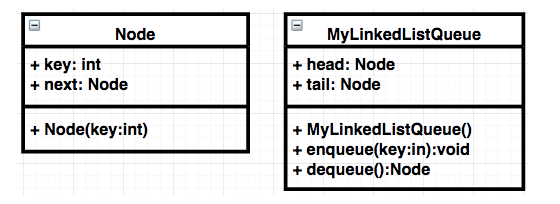 Node
+ key: int
+ next: Node
+ Node(key:int)
MyLinkedListQueue
+ head: Node
+ tail: Node
+ MyLinkedListQueue()
+ enqueue(key:in):void
+ dequeue():Node